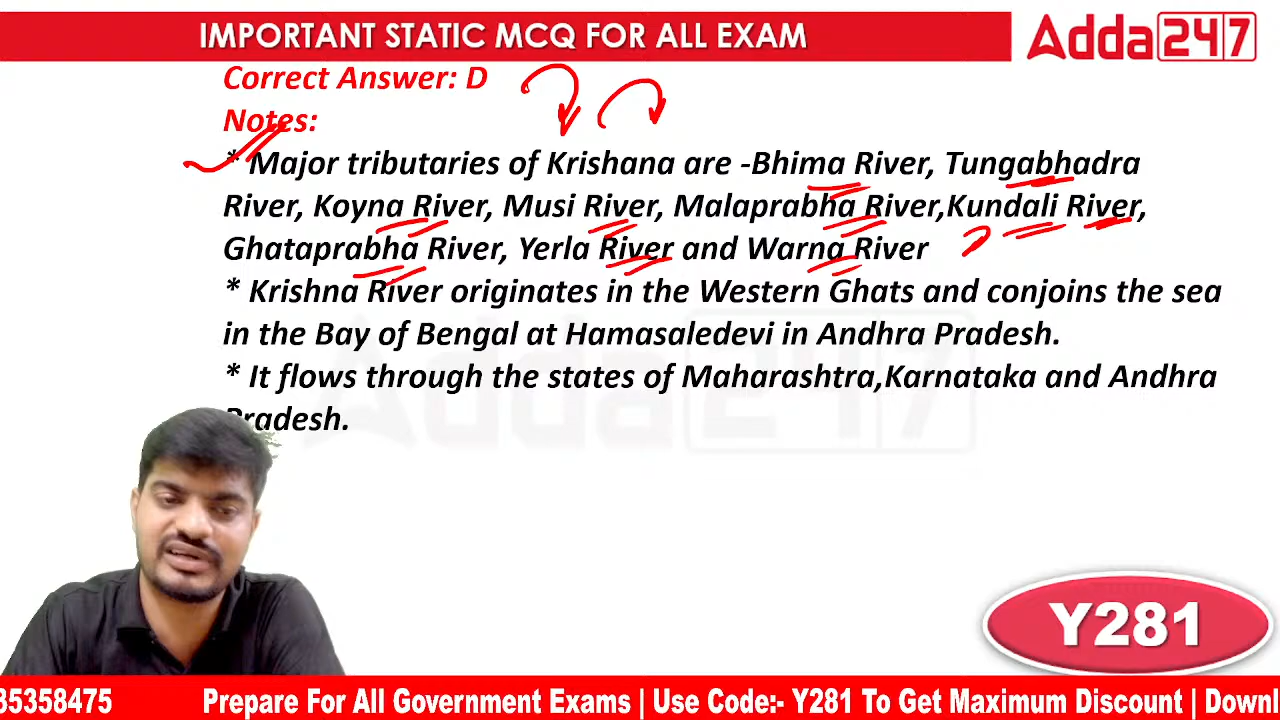 IMPORTANT STATIC MCQ FOR ALL EXAM
Adda247
Correct Answer: D
Notes:
* Major tributaries of Krishana are -Bhima River, Tungabhadra
River, Koyna River, Musi River, Malaprabha River,Kundali River,
Ghataprabha River, Yerla River and Warna River
* Krishna River originates in the Western Ghats and conjoins the sea
in the Bay of Bengal at Hamasaledevi in Andhra Pradesh.
* It flows through the states of Maharashtra,Karnataka and Andhra
Pradesh.
Adda247
Y281
35358475 Prepare For All Government Exams | Use Code:- Y281 To Get Maximum Discount | Downl